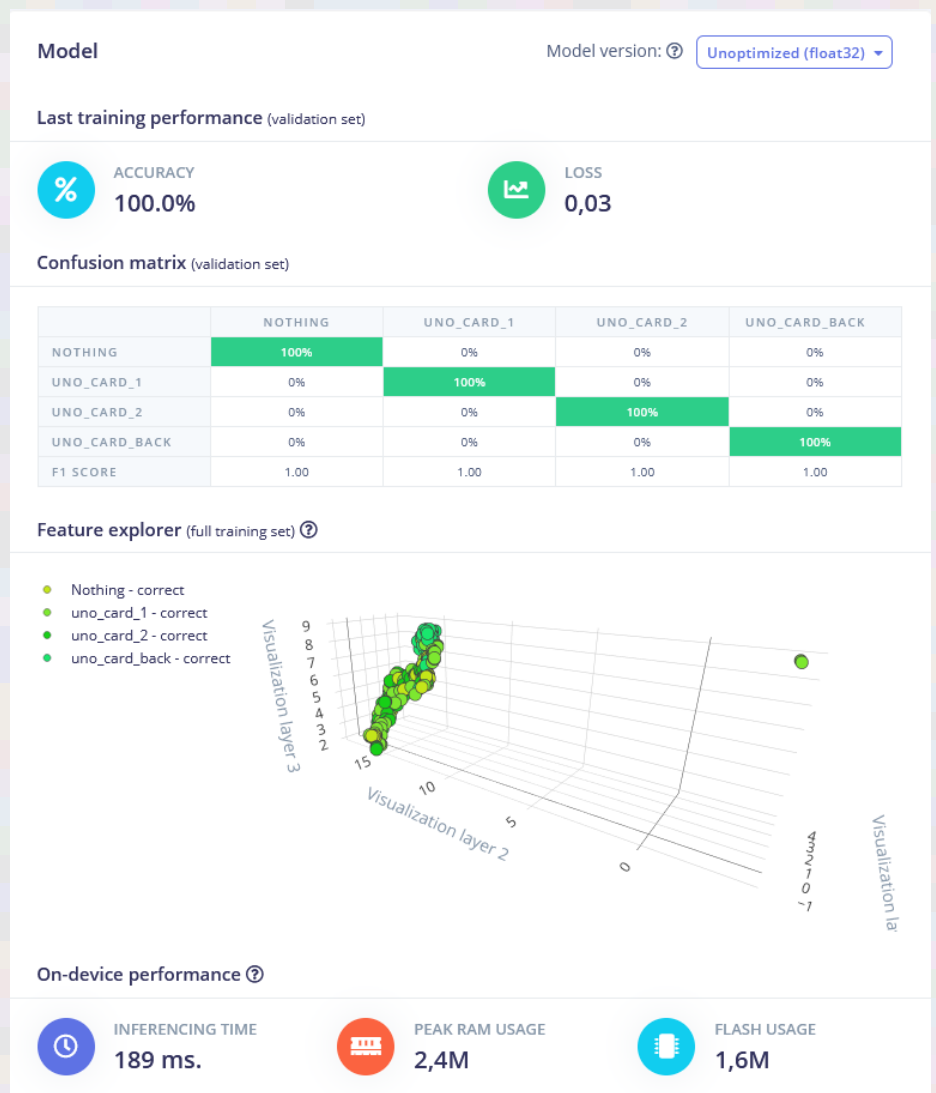 Model
Model version: Unoptimized (float32)
Last training performance (validation set)
ACCURACY
100.0%
LOSS
0,03
Confusion matrix (validation set)
NOTHING UNO_CARD_1 UNO_CARD_2 UNO_CARD_BACK
NOTHING 100% 0% 0% 0%
UNO_CARD_1 0% 100% 0% 0%
UNO_CARD_2 0% 0% 100% 0%
UNO_CARD_BACK 0% 0% 0% 100%
F1 SCORE 1.00 1.00 1.00 1.00
Feature explorer (full training set)
Nothing - correct
uno_card_1 - correct
uno_card_2 - correct
uno_card_back - correct
Visualization layer 3
9
8
7
6
5
4
3
2
15
10
5
0
Visualization layer 2
4
3
2
1
0
−1
Visualization la
On-device performance
INFERENCING TIME
189 ms.
PEAK RAM USAGE
2,4M
FLASH USAGE
1,6M